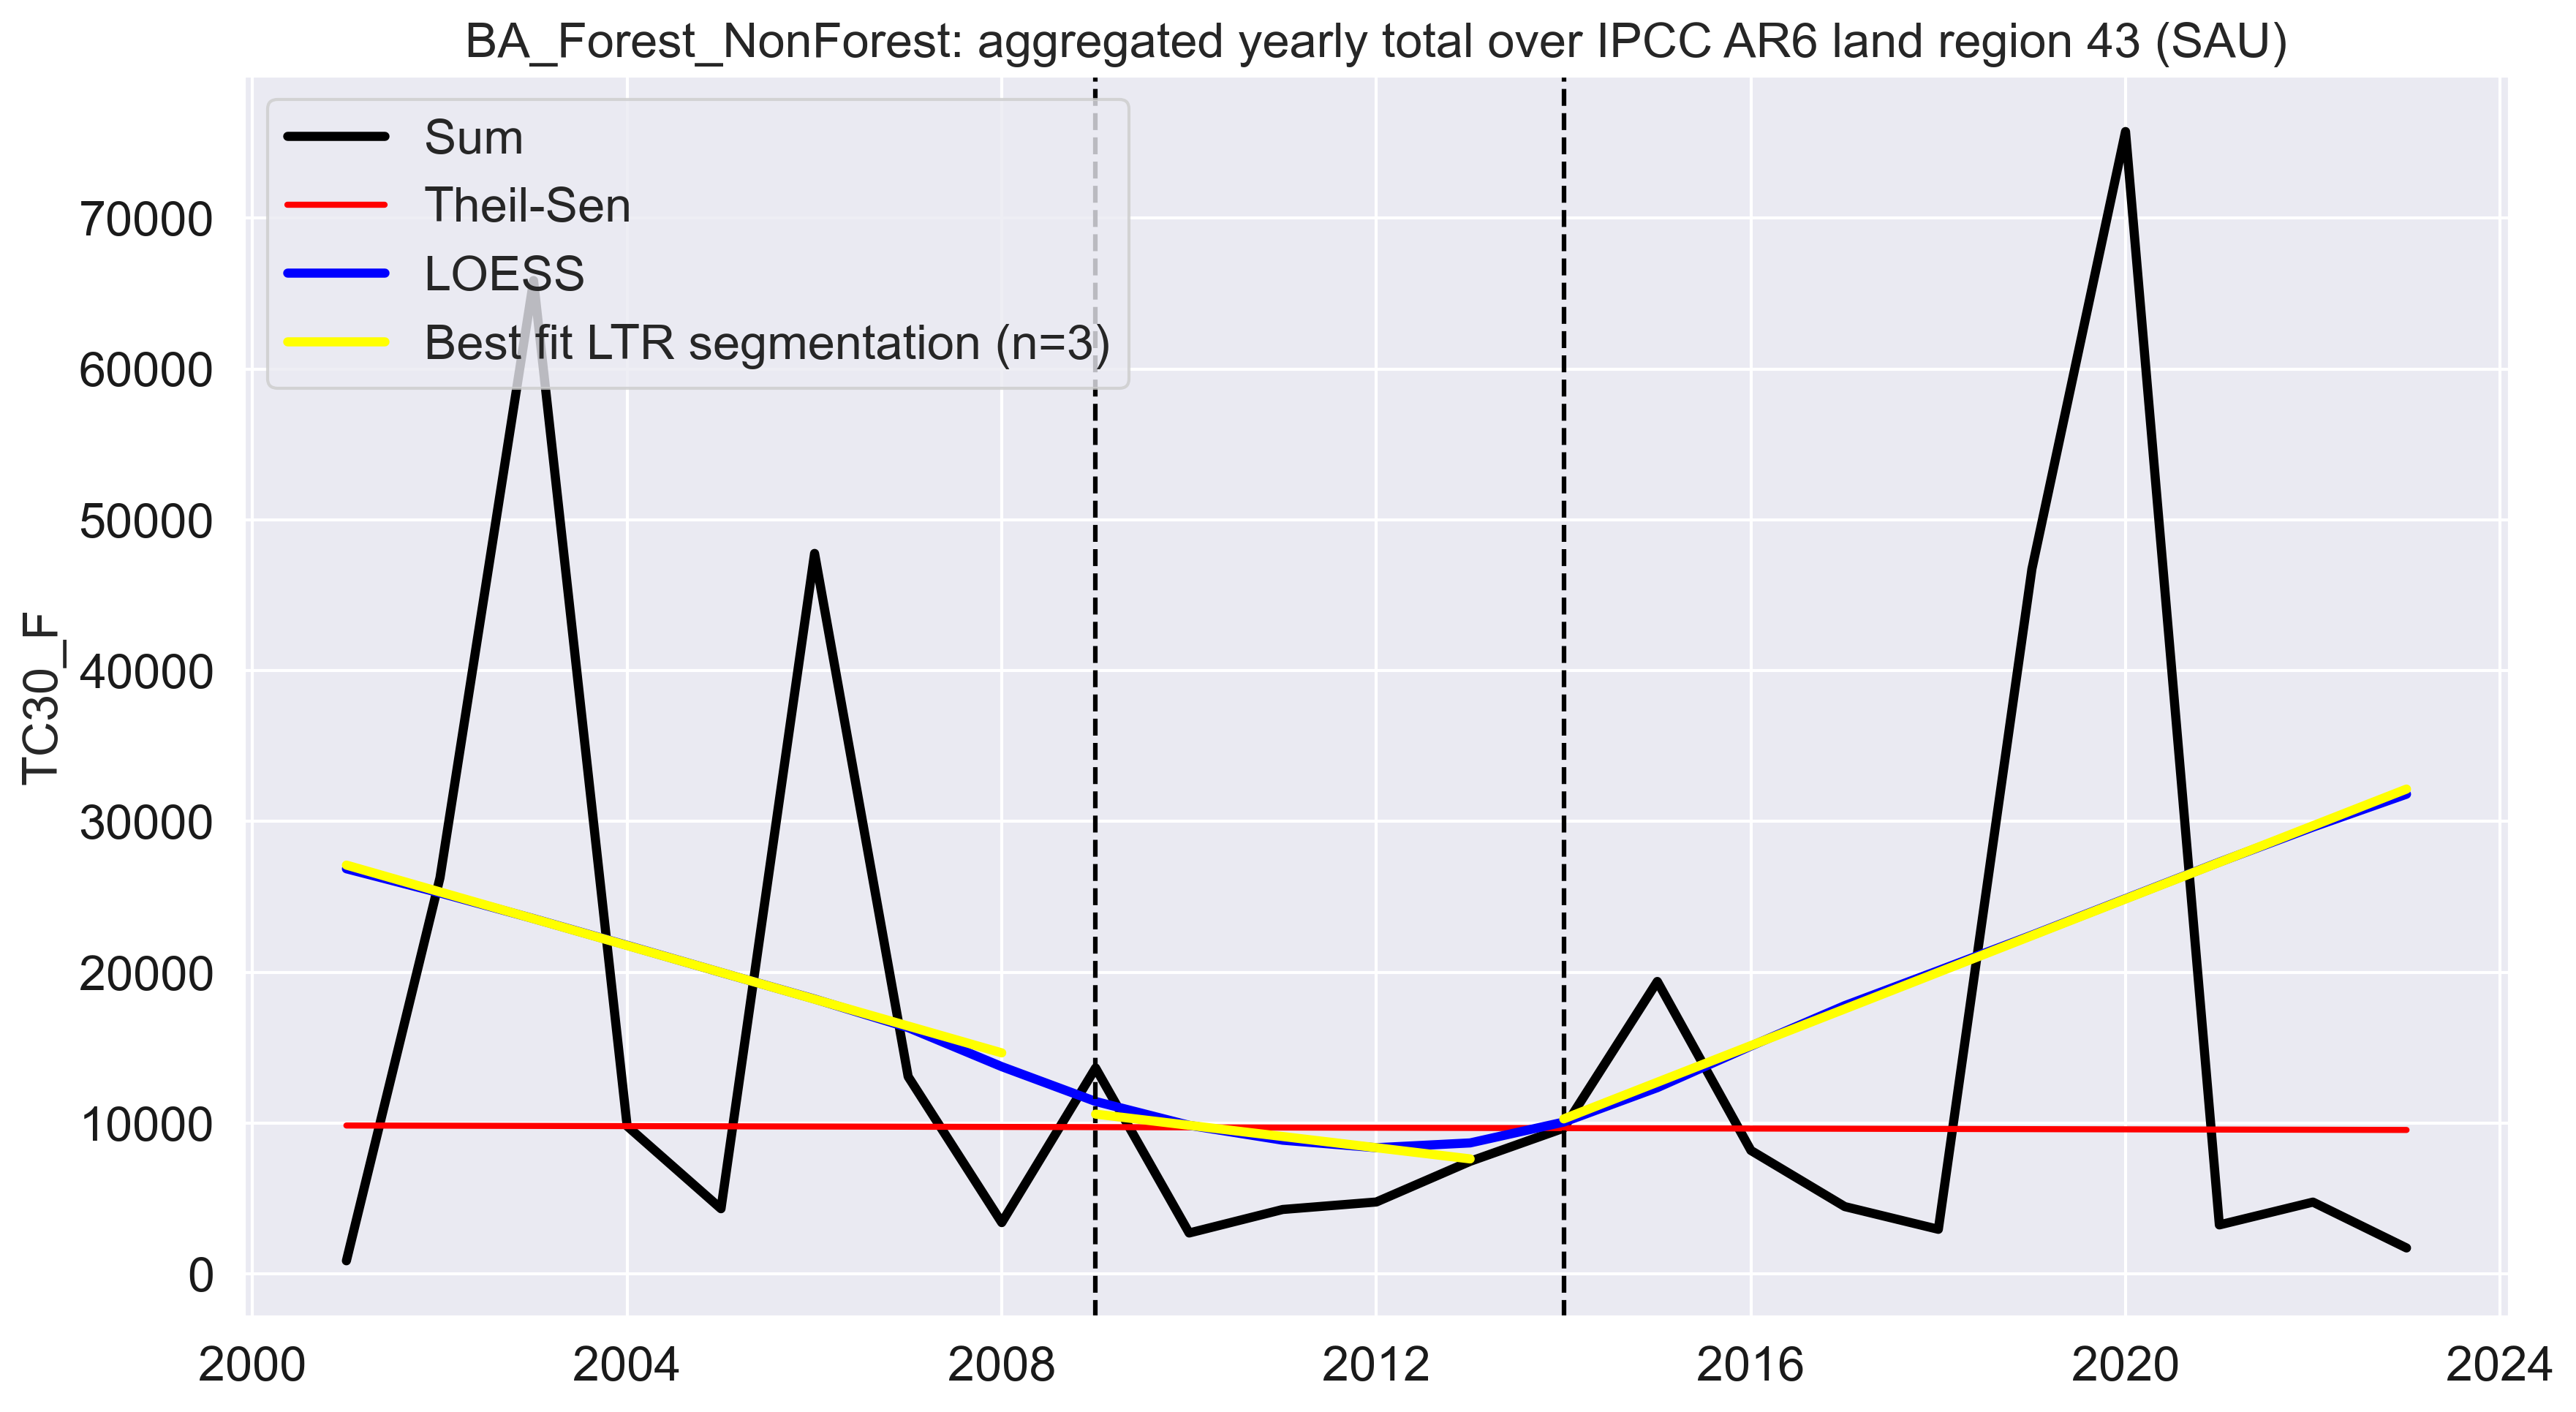 BA_Forest_NonForest: aggregated yearly total over IPCC AR6 land region 43 (SAU)
Sum
Theil-Sen
LOESS
Best fit LTR segmentation (n=3)
TC30_F
70000
60000
50000
40000
30000
20000
10000
0
2000 2004 2008 2012 2016 2020 2024